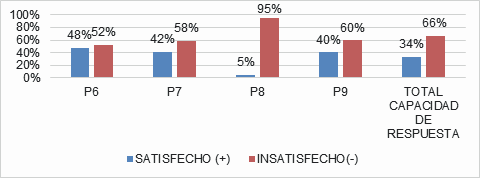 100%
80%
60%
40%
20%
0%
48% 52%
42% 58%
5% 95%
40% 60%
34% 66%
P6 P7 P8 P9 TOTAL
CAPACIDAD
DE
RESPUESTA
SATISFECHO (+) INSATISFECHO(-)